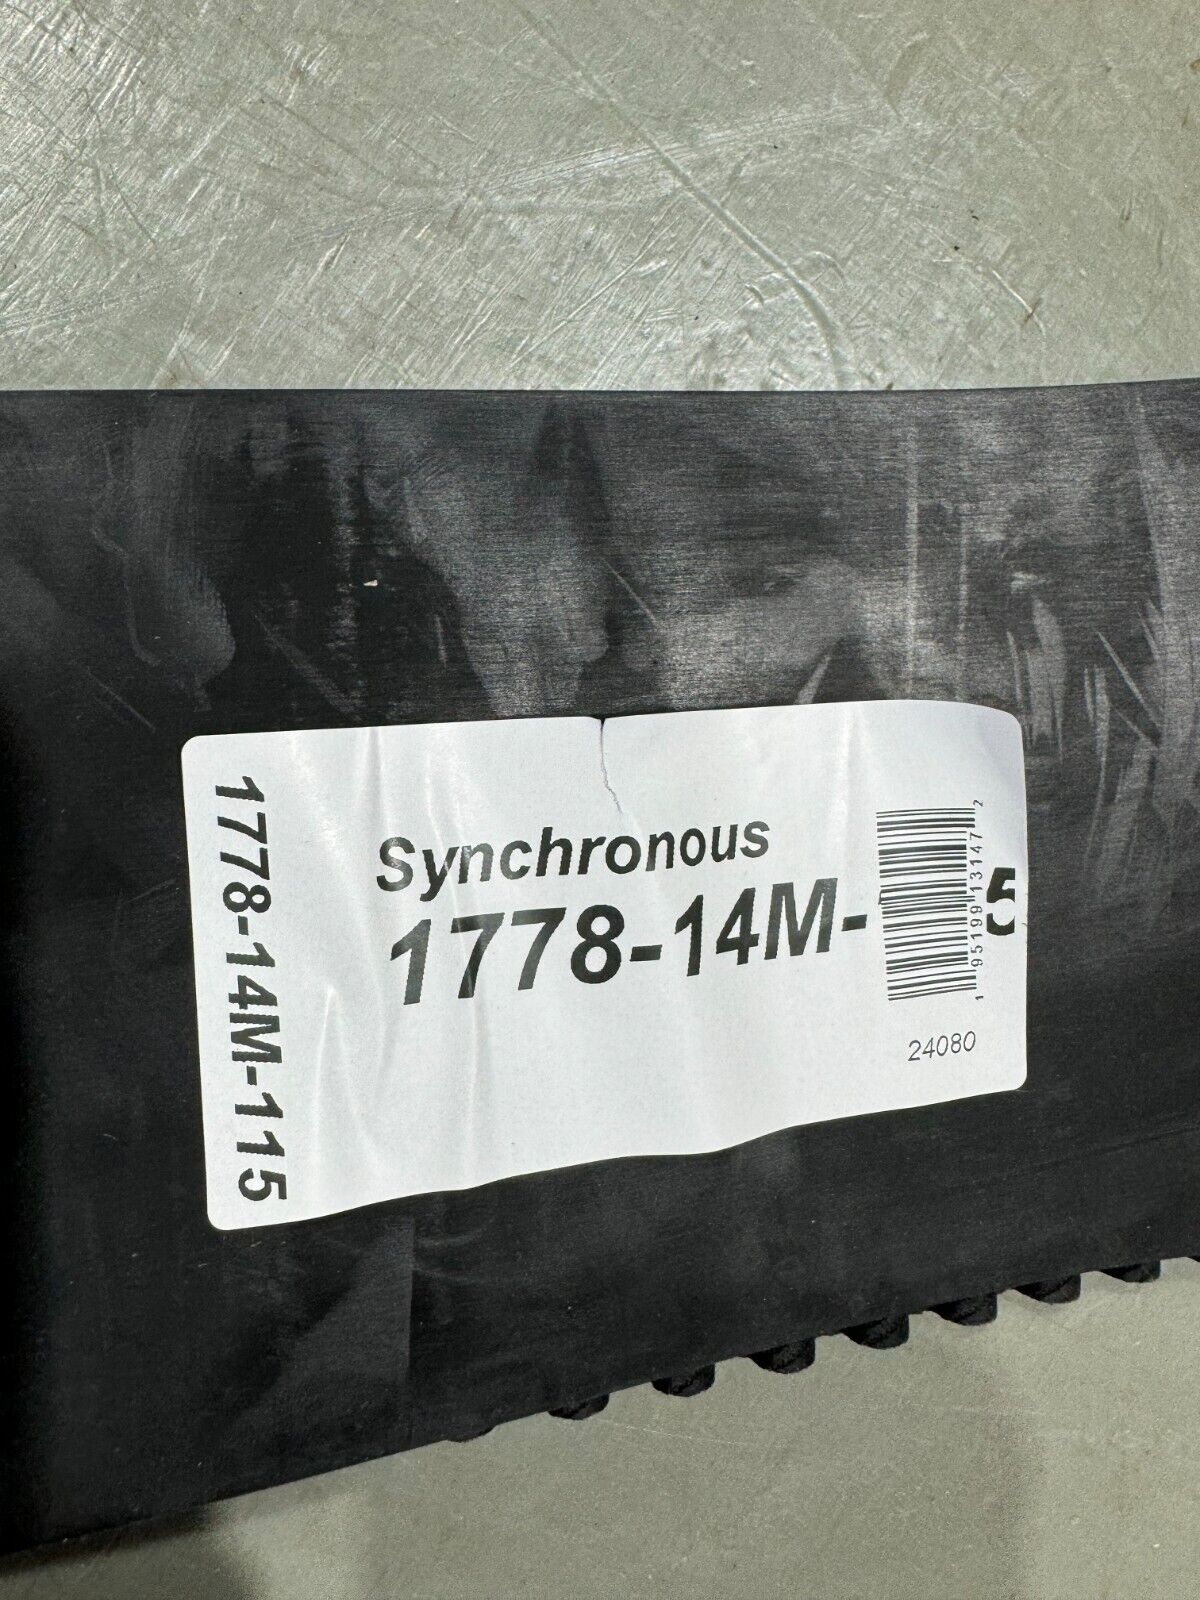 1778-14M-115
Synchronous
1778-14M- 5
1 95199 13147 2
24080